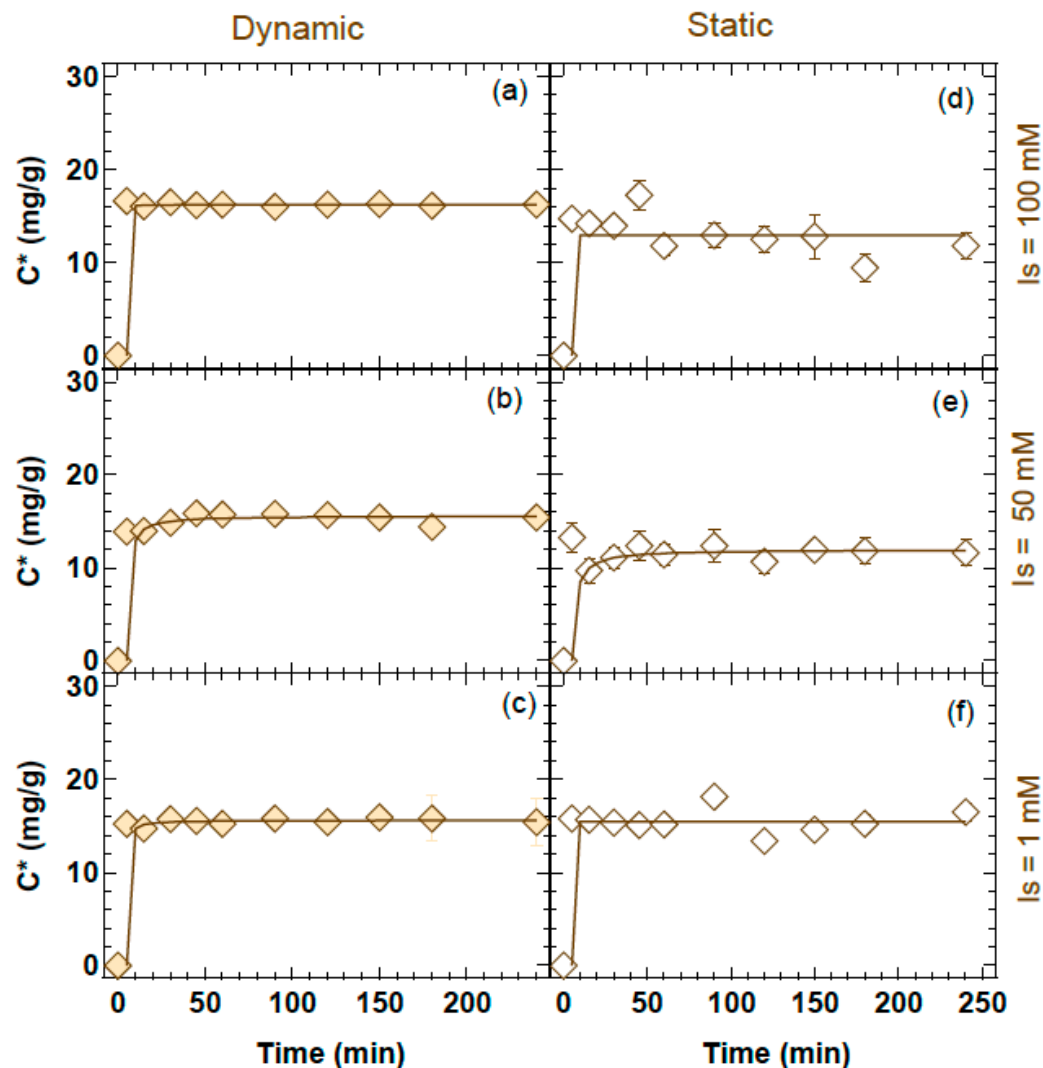 Dynamic
Static
30
20
10
0
C* (mg/g)
(a)
(d)
Is = 100 mM
30
20
10
0
C* (mg/g)
(b)
(e)
Is = 50 mM
30
20
10
0
C* (mg/g)
(c)
(f)
Is = 1 mM
0 50 100 150 200
0 50 100 150 200 250
Time (min)
Time (min)